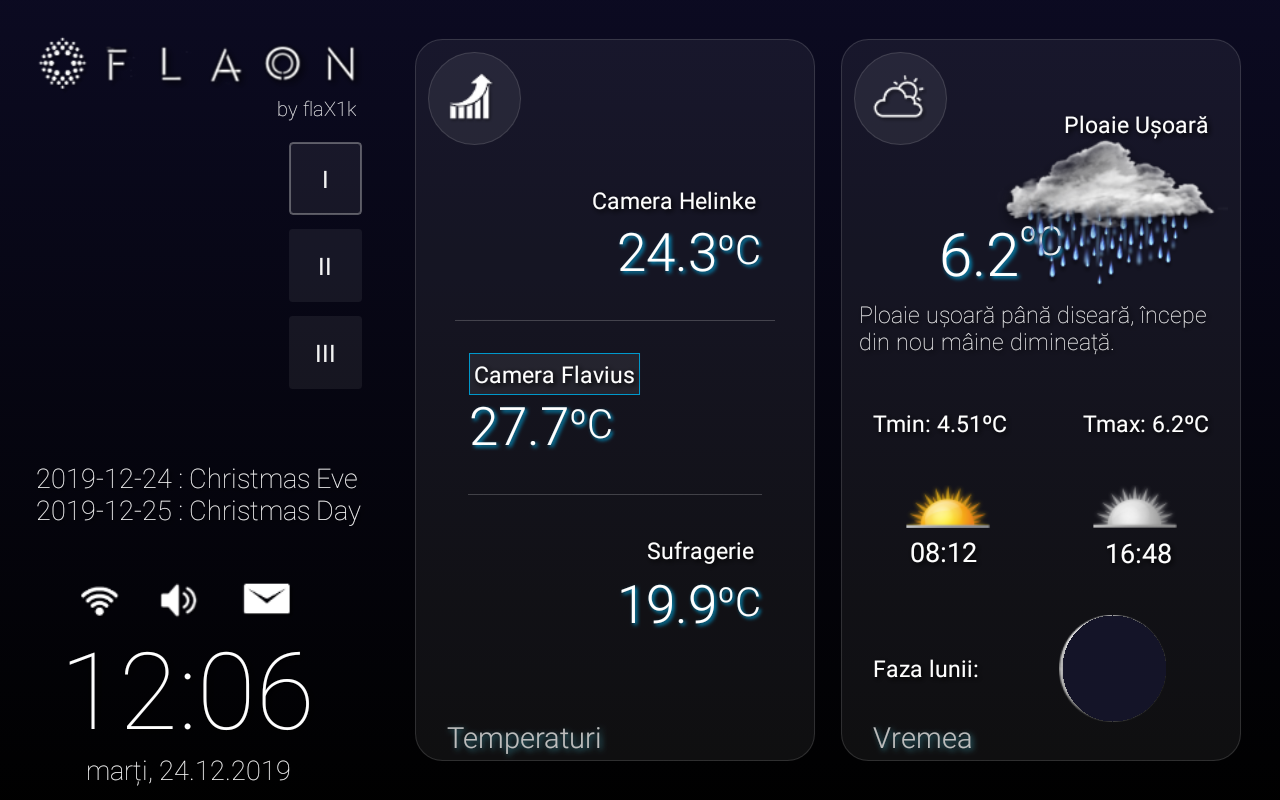 FLAON
by flaX1k
I
II
III
2019-12-24 : Christmas Eve
2019-12-25 : Christmas Day
12:06
marți, 24.12.2019
Camera Helinke
24.3ºC
Camera Flavius
27.7ºC
Sufragerie
19.9ºC
Temperaturi
Ploaie Ușoară
6.2ºC
Ploaie ușoară până diseară, începe
din nou mâine dimineață.
Tmin: 4.51ºC Tmax: 6.2ºC
08:12 16:48
Faza lunii:
Vremea